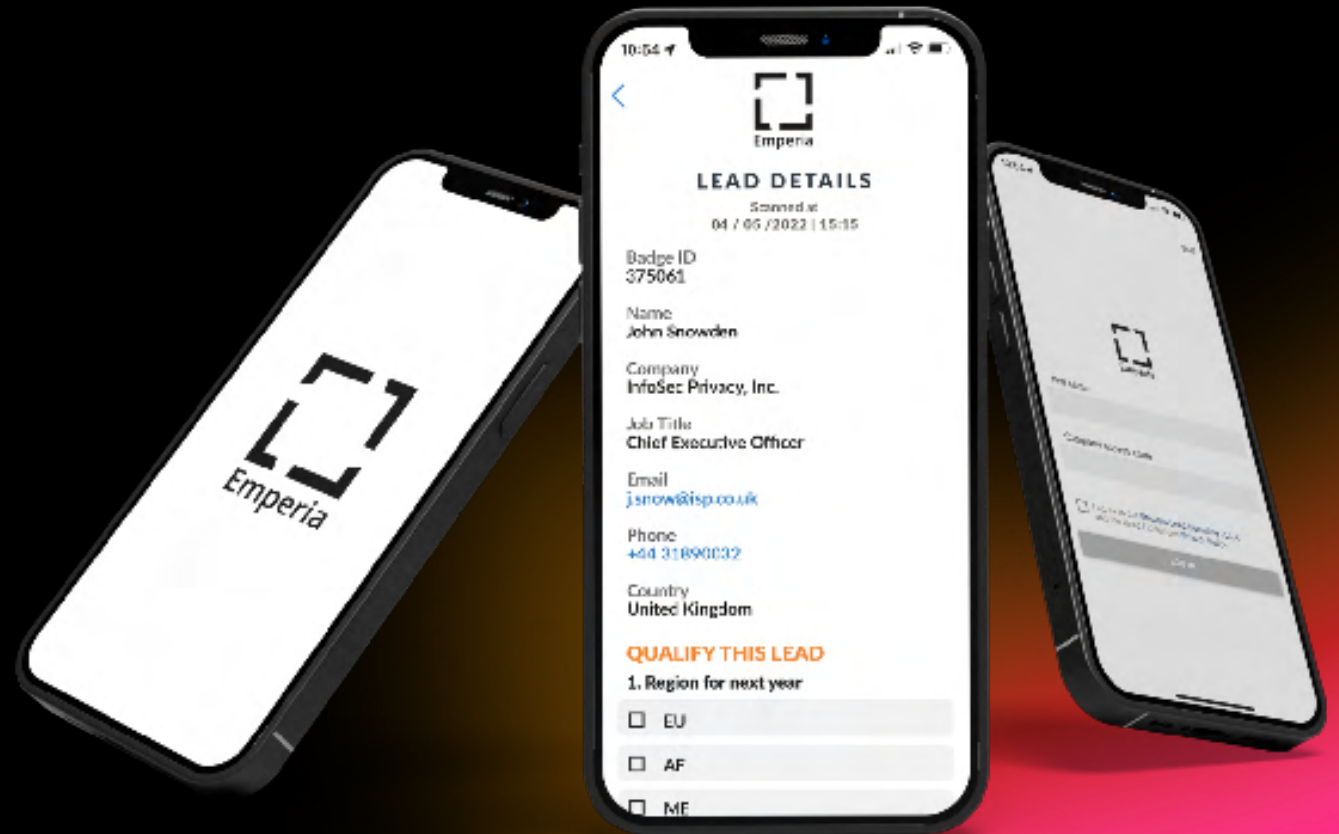 Emperia
10:54
Emperia
LEAD DETAILS
Scanned at
04 / 05 /2022 | 15:15
Badge ID
375061
Name
John Snowden
Company
InfoSec Privacy, Inc.
Job Title
Chief Executive Officer
Email
j.snow@isp.co.uk
Phone
+44 31890032
Country
United Kingdom
QUALIFY THIS LEAD
1. Region for next year
EU
AF
ME